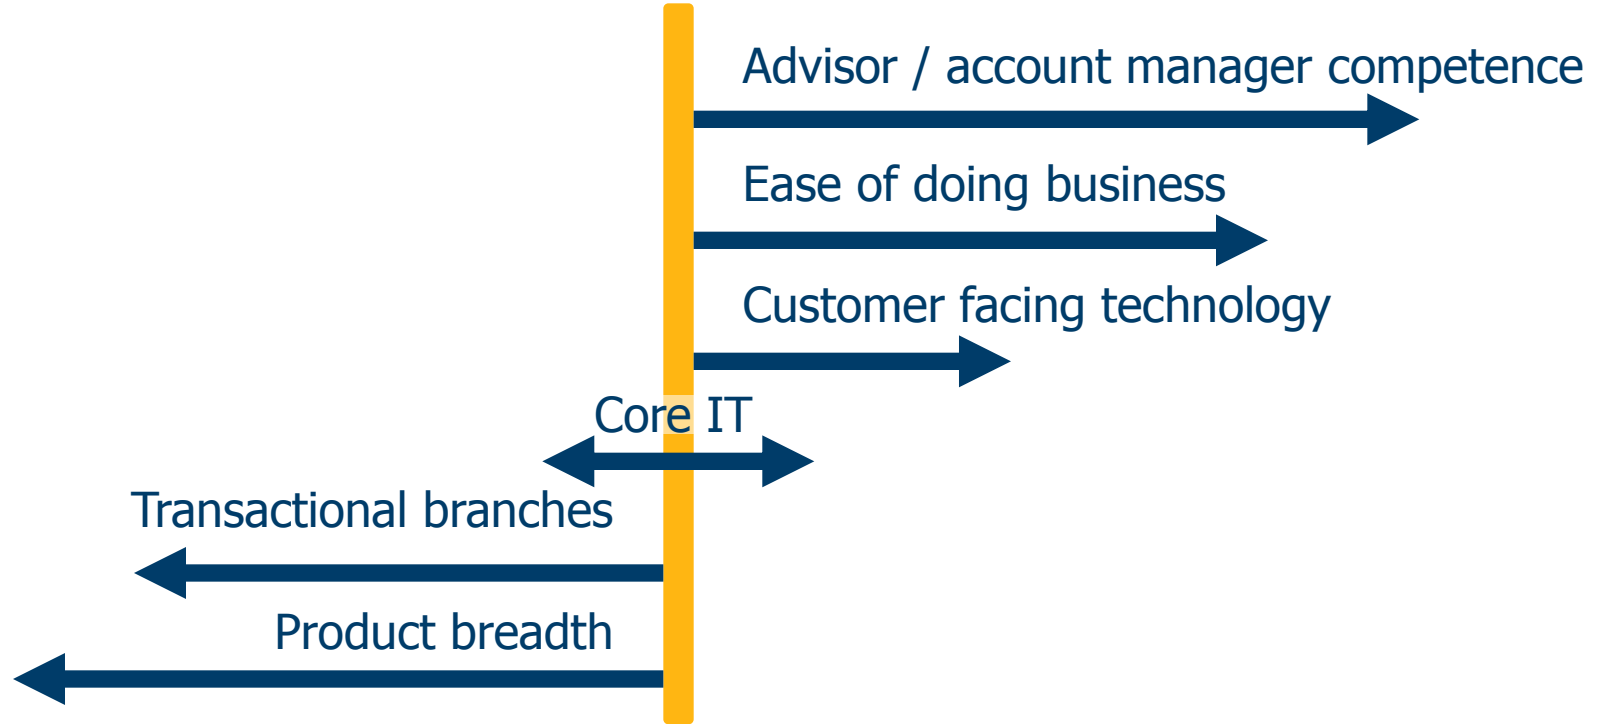 Advisor / account manager competence
Ease of doing business
Customer facing technology
Core IT
Transactional branches
Product breadth